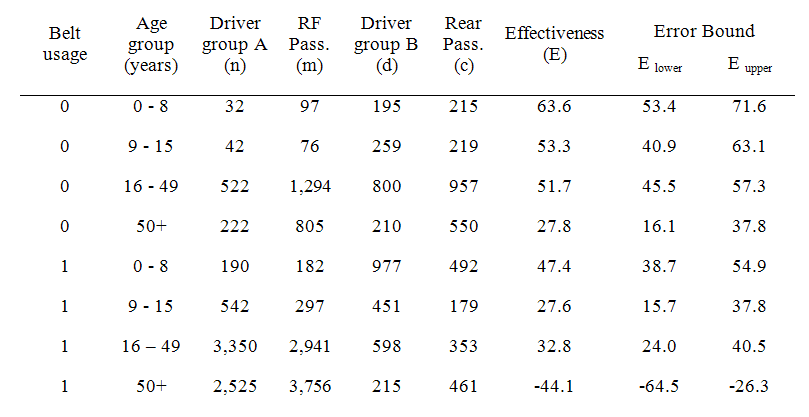 Belt usage Age group (years) Driver group A (n) RF Pass. (m) Driver group B (d) Rear Pass. (c) Effectiveness (E) Error Bound
E lower E upper
0 0 - 8 32 97 195 215 63.6 53.4 71.6
0 9 - 15 42 76 259 219 53.3 40.9 63.1
0 16 - 49 522 1,294 800 957 51.7 45.5 57.3
0 50+ 222 805 210 550 27.8 16.1 37.8
1 0 - 8 190 182 977 492 47.4 38.7 54.9
1 9 - 15 542 297 451 179 27.6 15.7 37.8
1 16 – 49 3,350 2,941 598 353 32.8 24.0 40.5
1 50+ 2,525 3,756 215 461 -44.1 -64.5 -26.3